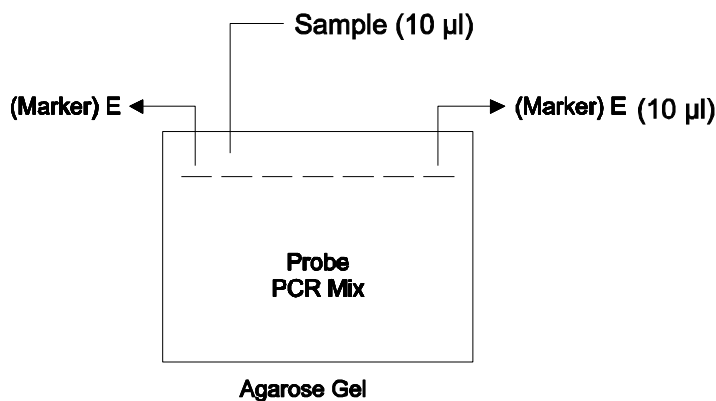 Sample (10 µl)
(Marker) E
(Marker) E (10 µl)
Probe
PCR Mix
Agarose Gel